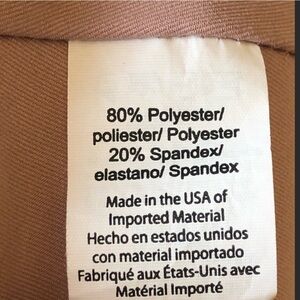 80% Polyester/
poliester/ Polyester
20% Spandex/
elastano/ Spandex
Made in the USA of
Imported Material
Hecho en estados unidos
con material importado
Fabriqué aux États-Unis avec
Matérial Importé